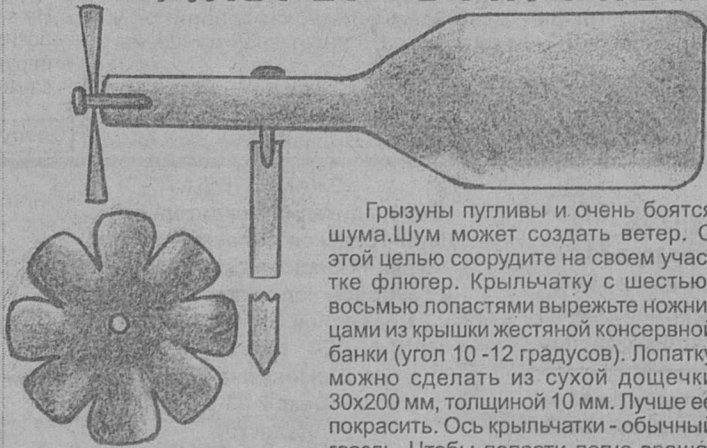 Грызуны пугливы и очень боятся
шума.Шум может создать ветер. С
этой целью соорудите на своем учас-
тке флюгер. Крыльчатку с шестью-
восьмью лопастями вырежьте ножни-
цами из крышки жестяной консервной
банки (угол 10 -12 градусов). Лопатку
можно сделать из сухой дощечки
30х200 мм, толщиной 10 мм. Лучше ее
покрасить. Ось крыльчатки - обычный